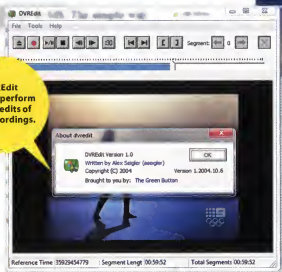 DVREdit
File Tools Help
Segment: 0
Edit
perform
edits of
ordings.
About dvredit
DVREdit Version 1.0
Written by Alex Seigler (aseigler)
Copyright (C) 2004 Version 1.2004.10.6
Brought to you by: The Green Button
OK
Reference Time 35929454779 Segment Lengt 00:59:52 Total Segments 00:59:52